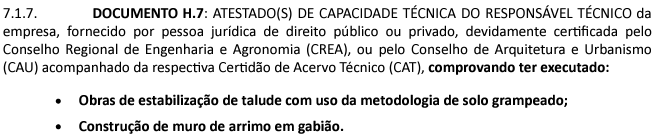 7.1.7. DOCUMENTO H.7: ATESTADO(S) DE CAPACIDADE TÉCNICA DO RESPONSÁVEL TÉCNICO da
empresa, fornecido por pessoa jurídica de direito público ou privado, devidamente certificada pelo
Conselho Regional de Engenharia e Agronomia (CREA), ou pelo Conselho de Arquitetura e Urbanismo
(CAU) acompanhado da respectiva Certidão de Acervo Técnico (CAT), comprovando ter executado:
• Obras de estabilização de talude com uso da metodologia de solo grampeado;
• Construção de muro de arrimo em gabião.